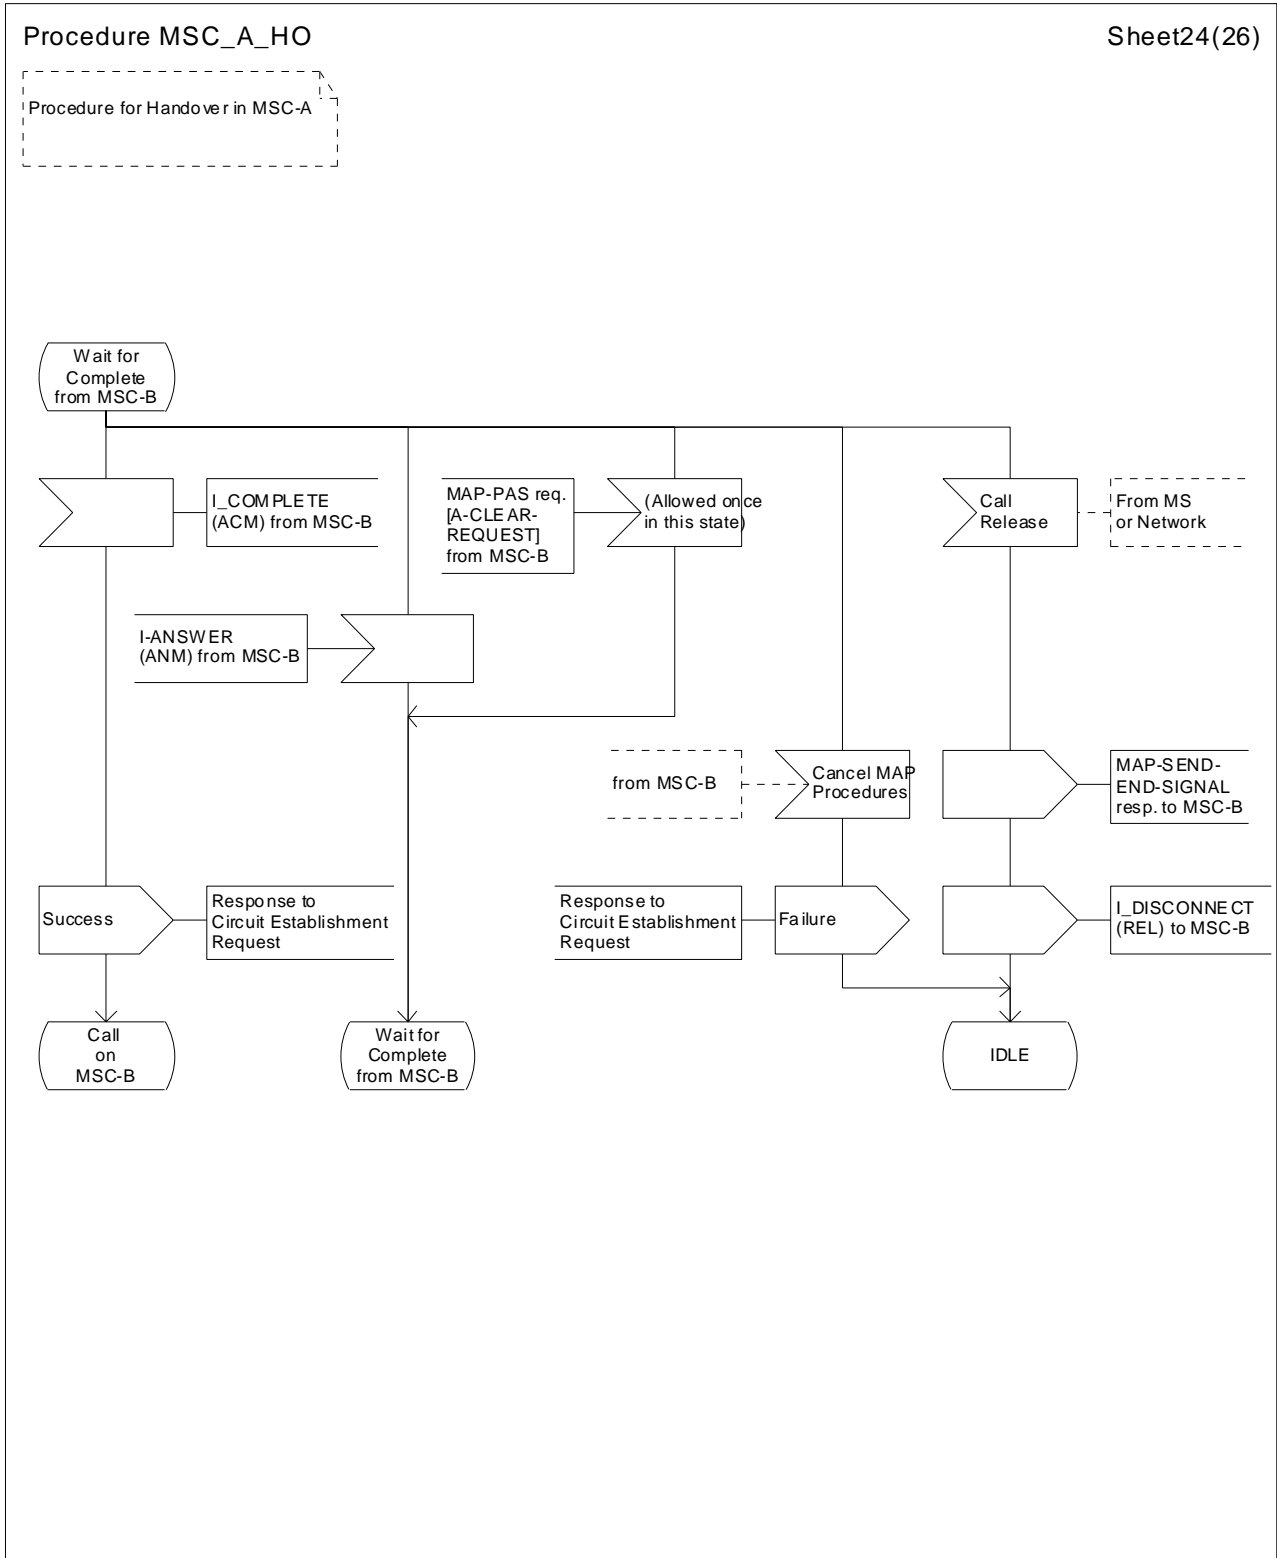 Procedure MSC_A_HO
Sheet24(26)
Procedure for Handover in MSC-A
Wait for
Complete
from MSC-B
I_COMPLETE
(ACM) from MSC-B
MAP-PAS req.
[A-CLEAR-
REQUEST]
from MSC-B
(Allowed once
in this state)
Call
Release
From MS
or Network
I-ANSWER
(ANM) from MSC-B
from MSC-B
Cancel MAP
Procedures
MAP-SEND-
END-SIGNAL
resp. to MSC-B
Success
Response to
Circuit Establishment
Request
Response to
Circuit Establishment
Request
Failure
I_DISCONNECT
(REL) to MSC-B
Call
on
MSC-B
Wait for
Complete
from MSC-B
IDLE